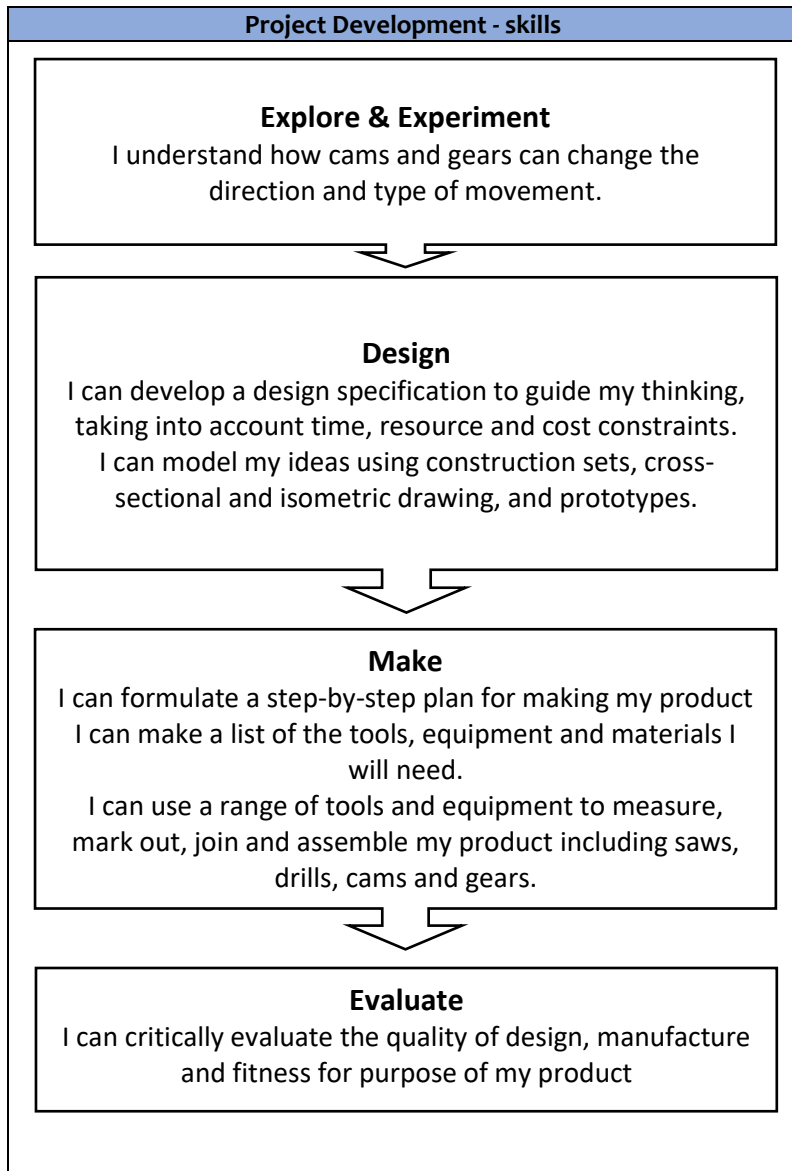 Project Development - skills
Explore & Experiment
I understand how cams and gears can change the
direction and type of movement.
Design
I can develop a design specification to guide my thinking,
taking into account time, resource and cost constraints.
I can model my ideas using construction sets, cross-
sectional and isometric drawing, and prototypes.
Make
I can formulate a step-by-step plan for making my product
I can make a list of the tools, equipment and materials I
will need.
I can use a range of tools and equipment to measure,
mark out, join and assemble my product including saws,
drills, cams and gears.
Evaluate
I can critically evaluate the quality of design, manufacture
and fitness for purpose of my product